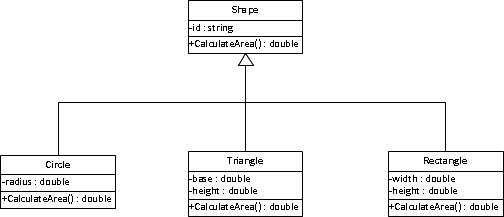 Shape
-id : string
+CalculateArea() : double
Circle
-radius : double
+CalculateArea() : double
Triangle
-base : double
-height : double
+CalculateArea() : double
Rectangle
-width : double
-height : double
+CalculateArea() : double